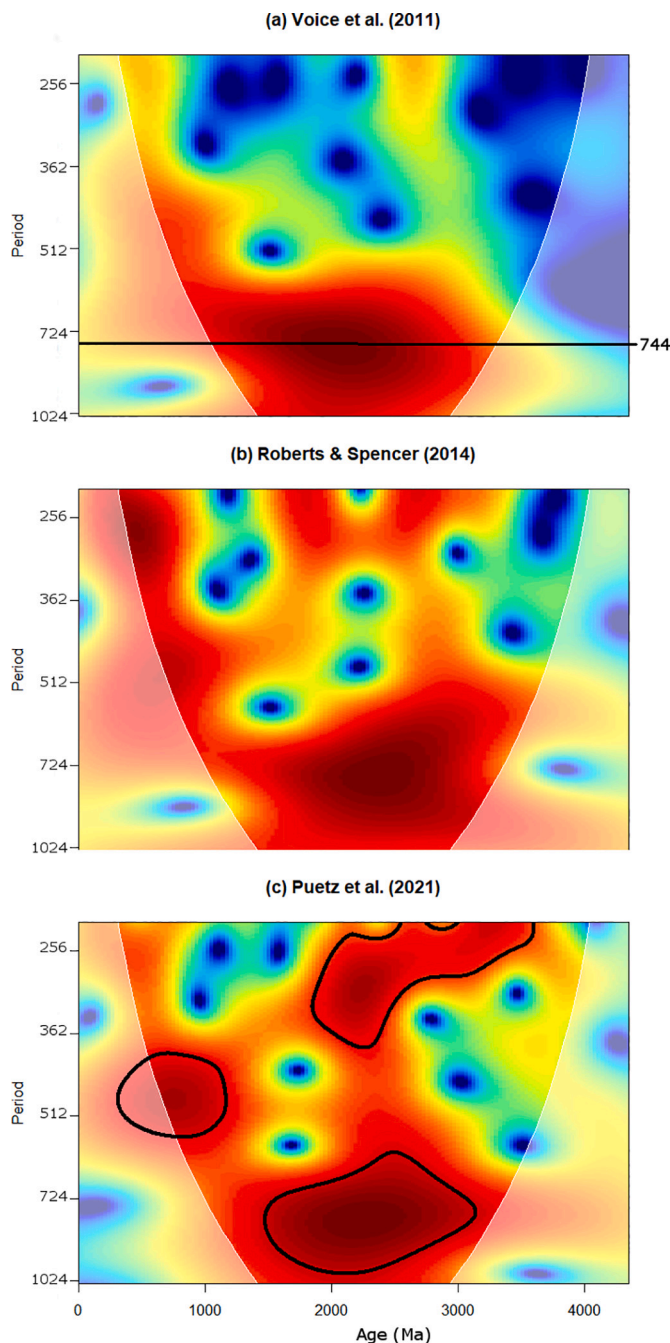 (a) Voice et al. (2011)
256
362
512
724
1024
Period
744
(b) Roberts & Spencer (2014)
256
362
512
724
1024
Period
(c) Puetz et al. (2021)
256
362
512
724
1024
Period
0 1000 2000 3000 4000
Age (Ma)